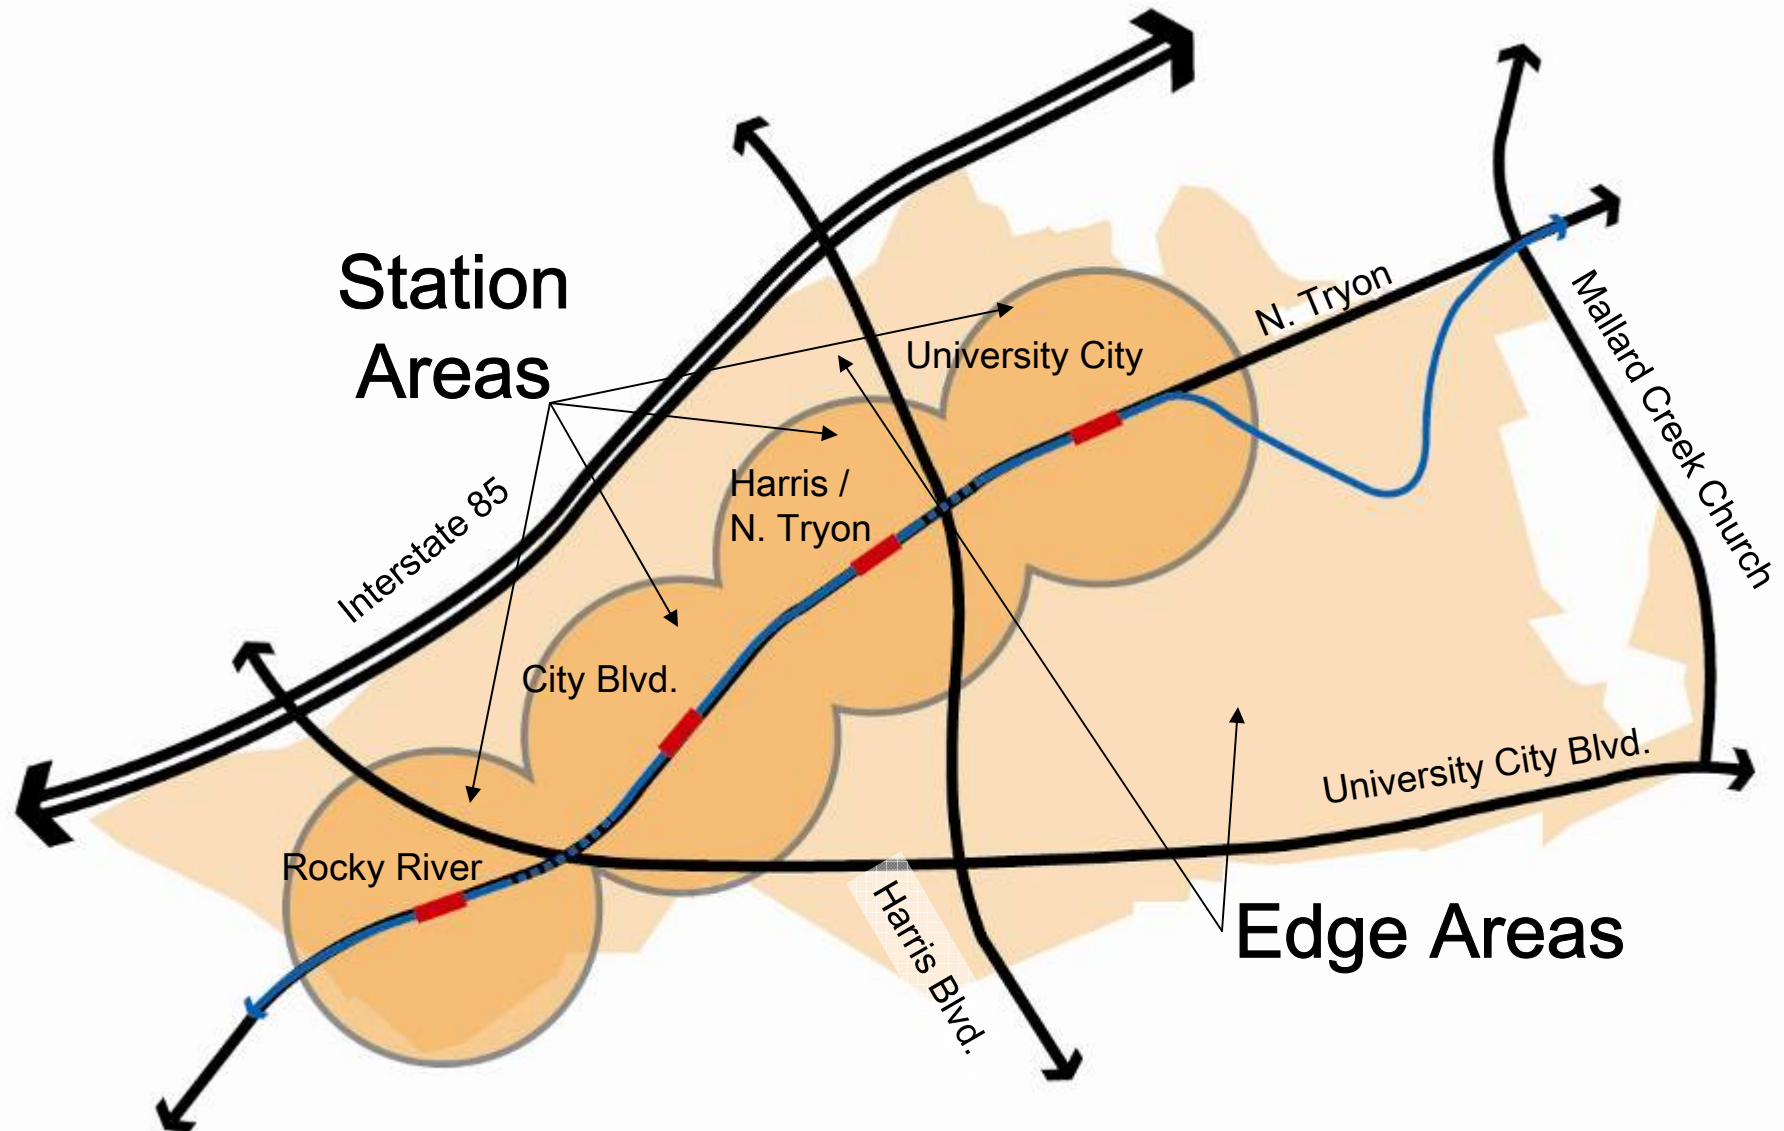 Station
Areas
N. Tryon
Mallard Creek Church
University City
Harris /
N. Tryon
Interstate 85
City Blvd.
University City Blvd.
Rocky River
Harris Blvd.
Edge Areas